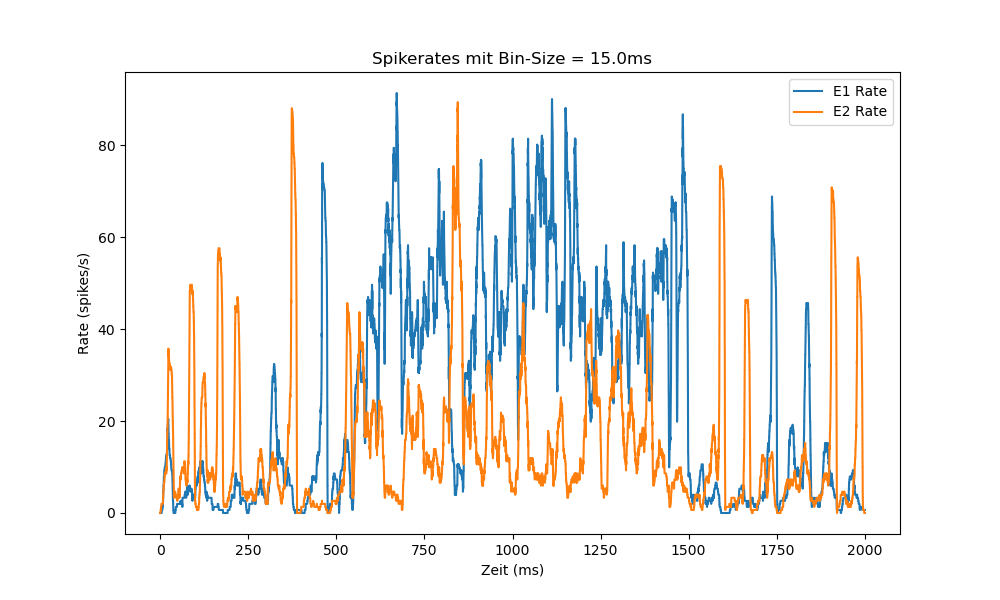 Spikerates mit Bin-Size = 15.0ms
E1 Rate
E2 Rate
80
60
40
20
0
Rate (spikes/s)
0 250 500 750 1000 1250 1500 1750 2000
Zeit (ms)